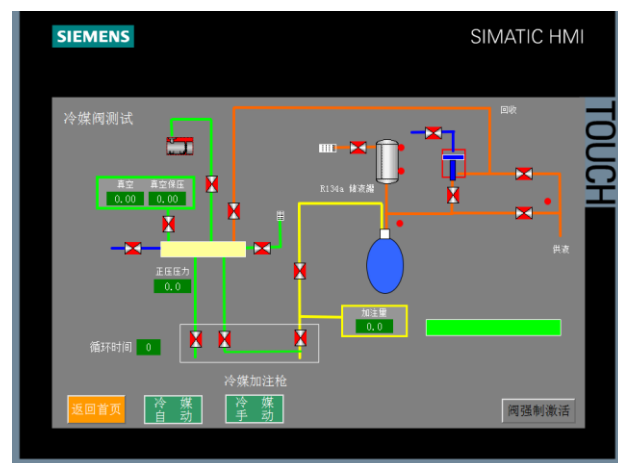 SIEMENS
SIMATIC HMI
TOUCH
冷媒阀测试
回收
真空 真空保压
0.00 0.00
R134a 储液罐
供液
正压压力
0.0
加注量
0.0
循环时间 0
冷媒加注枪
返回首页
冷媒
自动
冷媒
手动
阀强制激活